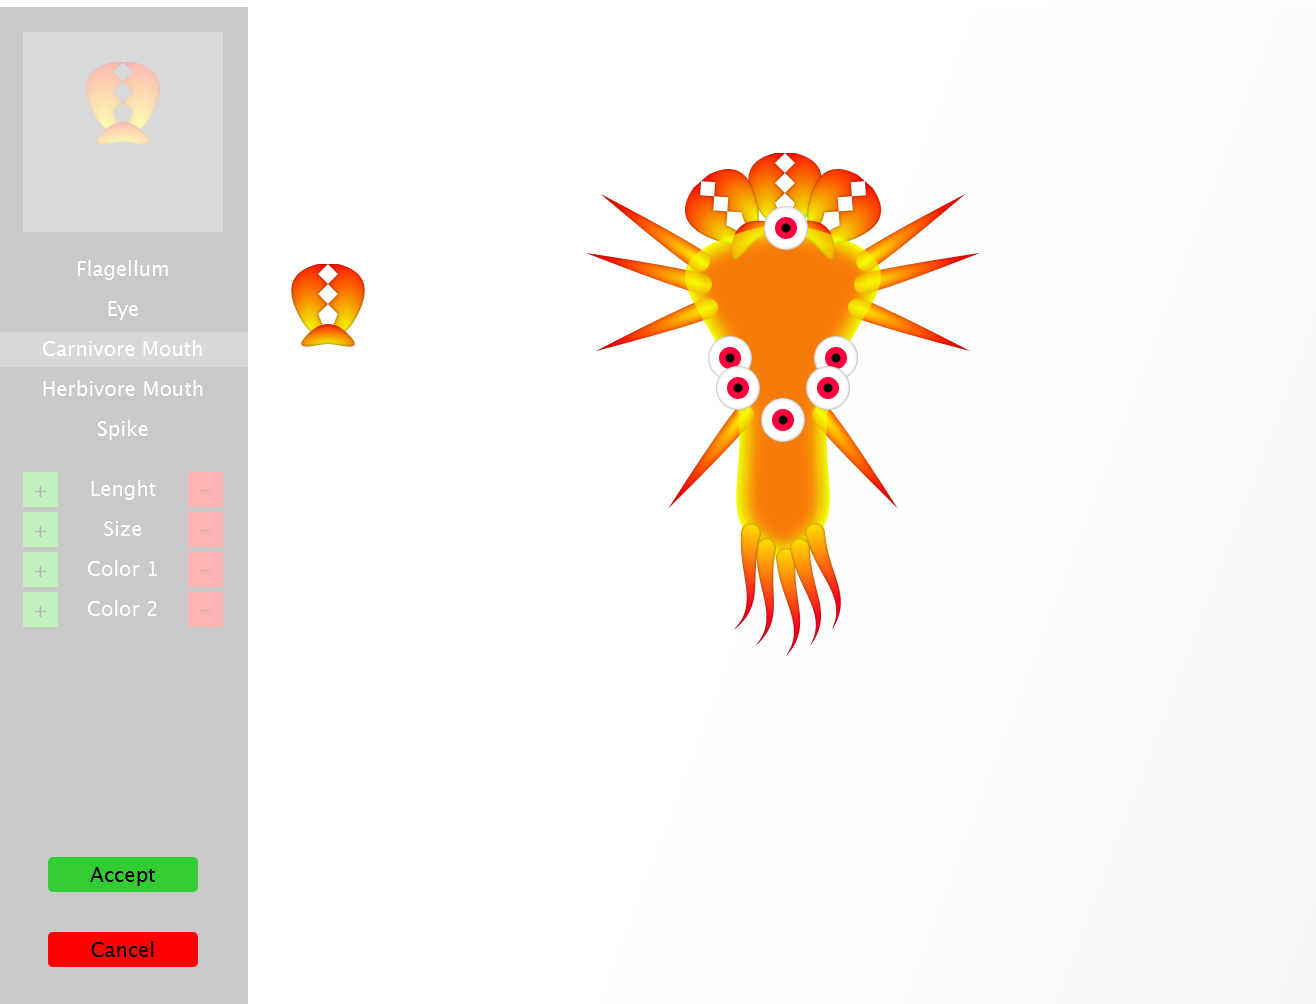 Flagellum
Eye
Carnivore Mouth
Herbivore Mouth
Spike
+ Lenght -
+ Size -
+ Color 1 -
+ Color 2 -
Accept
Cancel